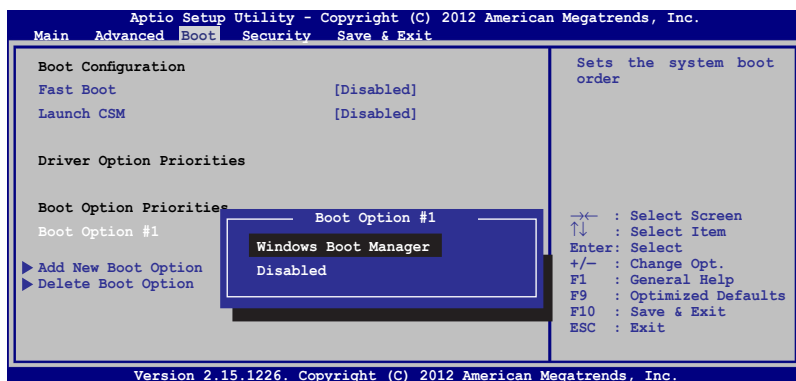 Aptio Setup Utility - Copyright (C) 2012 American Megatrends, Inc.
Main Advanced Boot Security Save & Exit
Boot Configuration
Fast Boot [Disabled]
Launch CSM [Disabled]
Driver Option Priorities
Boot Option Priorities
Boot Option #1
Add New Boot Option
Delete Boot Option
Boot Option #1
Windows Boot Manager
Disabled
Sets the system boot
order
→← : Select Screen
↑↓ : Select Item
Enter: Select
+/— : Change Opt.
F1 : General Help
F9 : Optimized Defaults
F10 : Save & Exit
ESC : Exit
Version 2.15.1226. Copyright (C) 2012 American Megatrends, Inc.